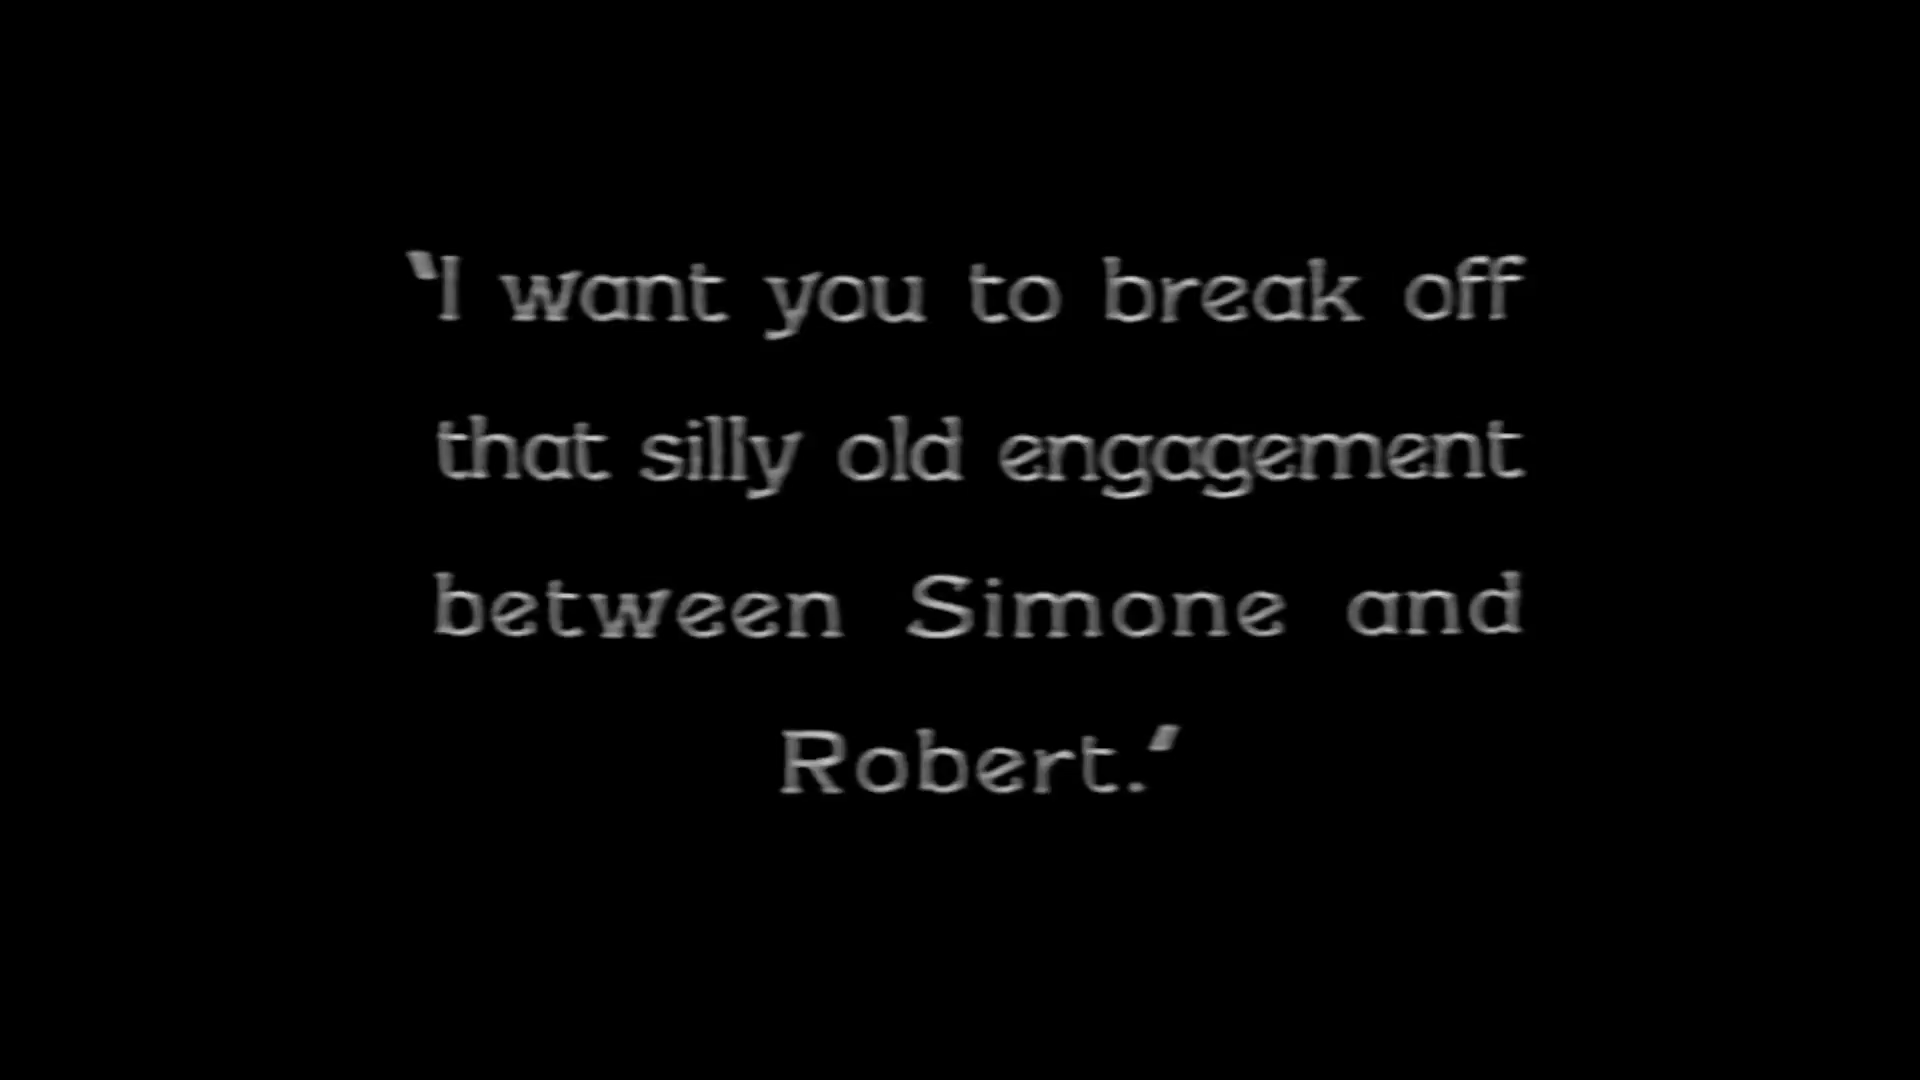 ‘I want you to break off
that silly old engagement
between Simone and
Robert.’